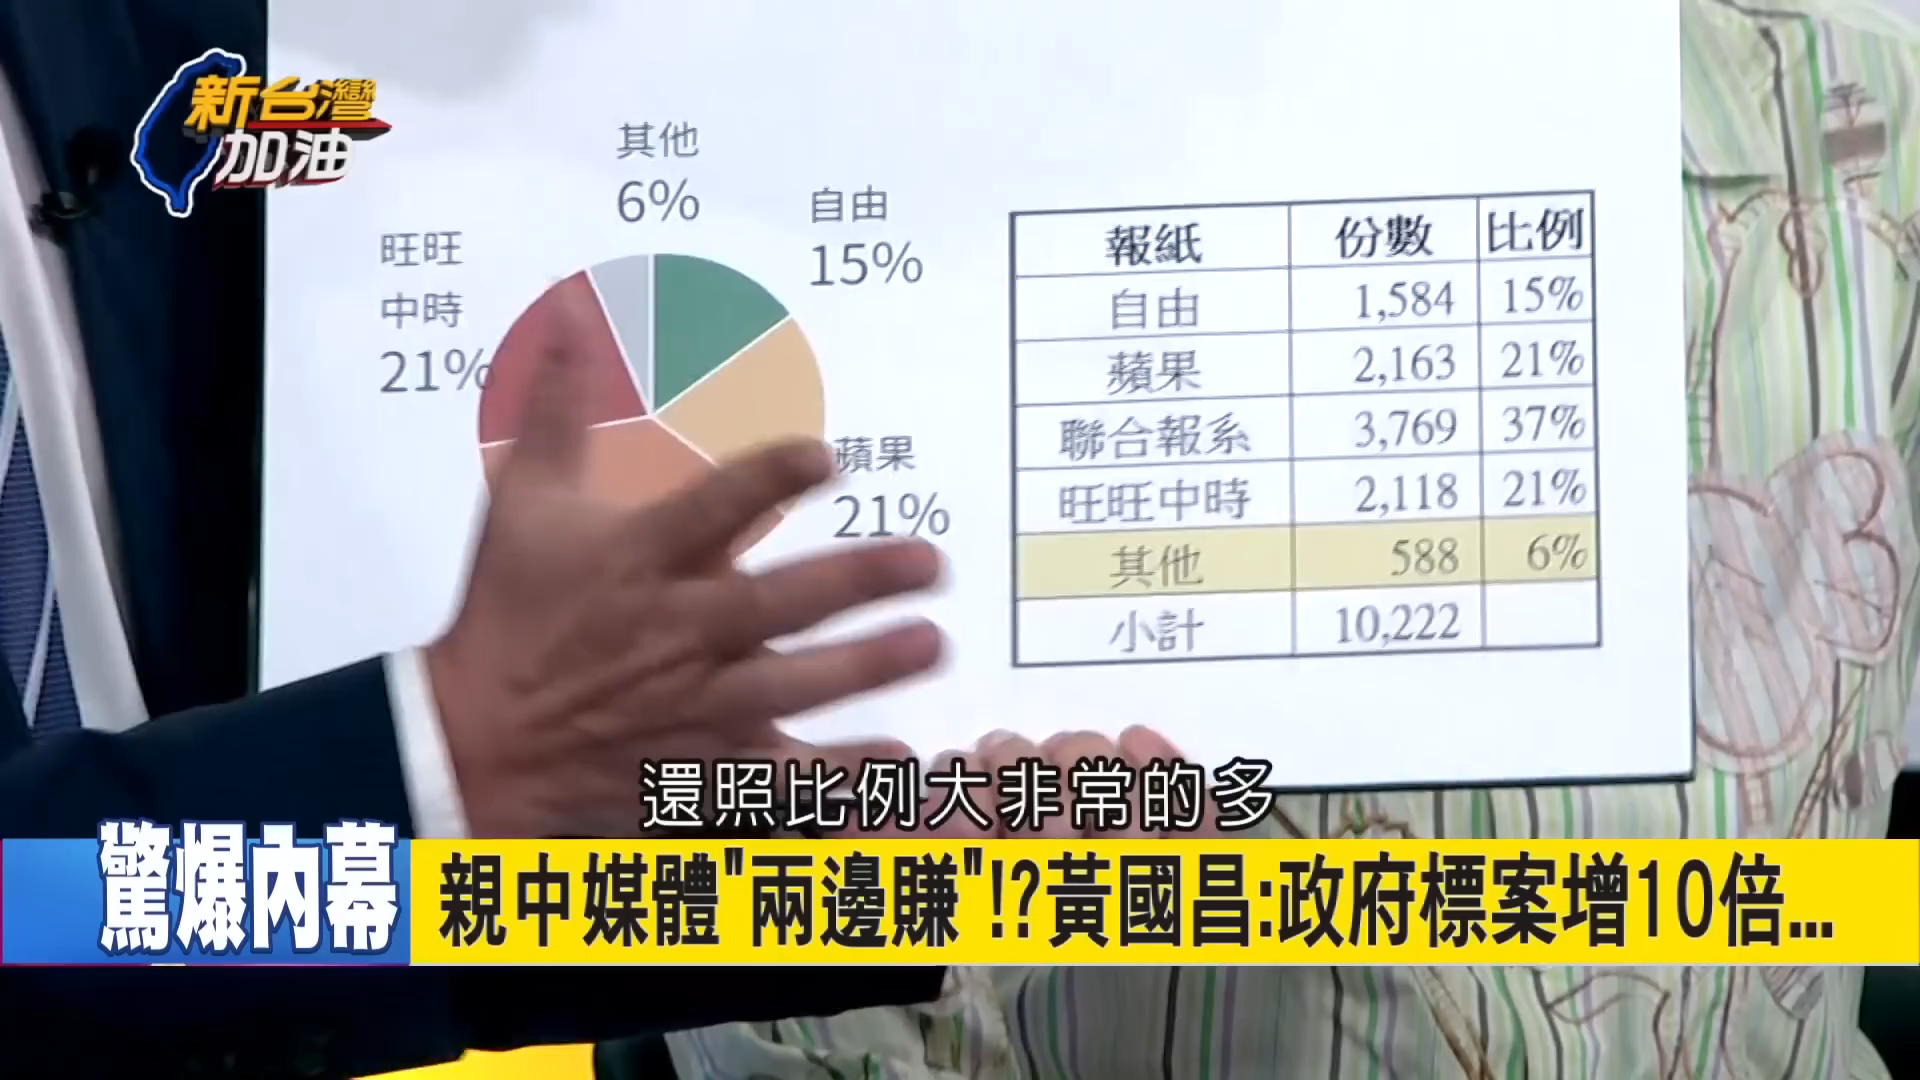 新台灣
加油
其他
6%
自由
15%
旺旺
中時
21%
蘋果
21%
報紙 份數 比例
自由 1,584 15%
蘋果 2,163 21%
聯合報系 3,769 37%
旺旺中時 2,118 21%
其他 588 6%
小計 10,222
還照比例大非常的多
驚爆內幕
親中媒體"兩邊賺"!?黃國昌:政府標案增10倍...